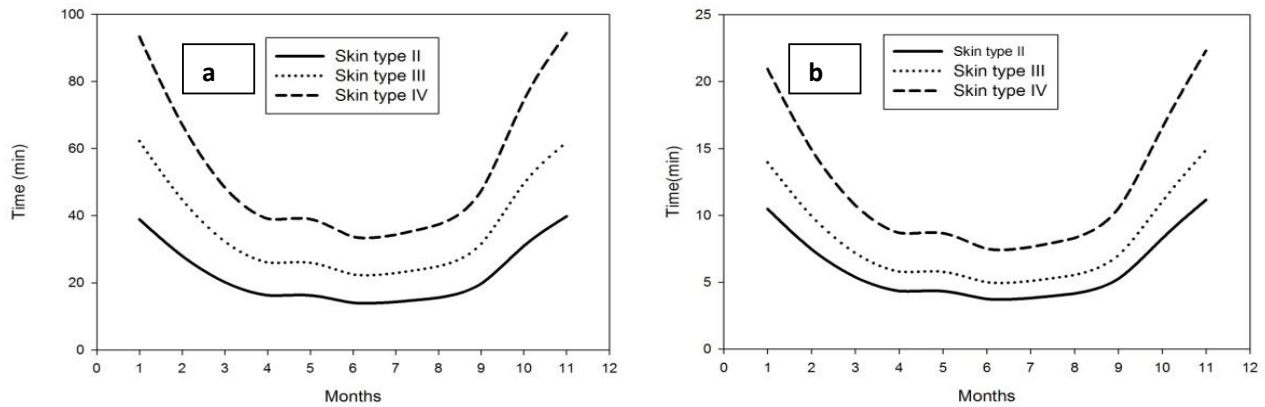 100
80
60
40
20
0
Time (min)
a
Skin type II
Skin type III
Skin type IV
0 1 2 3 4 5 6 7 8 9 10 11 12
Months
25
20
15
10
5
0
Time(min)
b
Skin type II
Skin type III
Skin type IV
0 1 2 3 4 5 6 7 8 9 10 11 12
Months